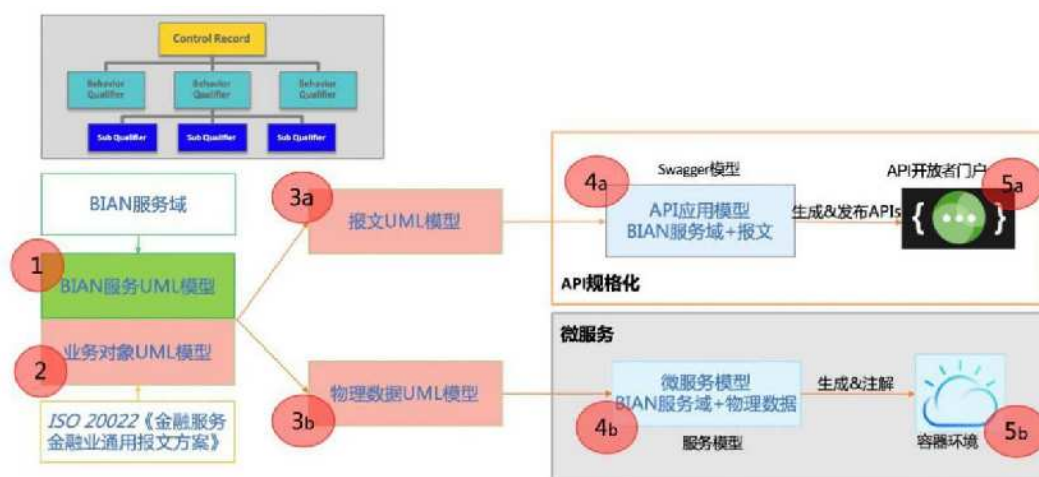 Control Record
Behavior
Qualifier
Behavior
Qualifier
Behavior
Qualifier
Sub Qualifier
Sub Qualifier
Sub Qualifier
BIAN服务域
1
BIAN服务UML模型
业务对象UML模型
2
ISO 20022《金融服务
金融业通用报文方案》
3a
报文UML模型
物理数据UML模型
3b
4a
Swagger模型
API应用模型
BIAN服务域+报文
生成&发布APIs
API开发者门户
5a
{...}
API规格化
微服务
微服务模型
BIAN服务域+物理数据
4b
服务模型
生成&注解
容器环境
5b